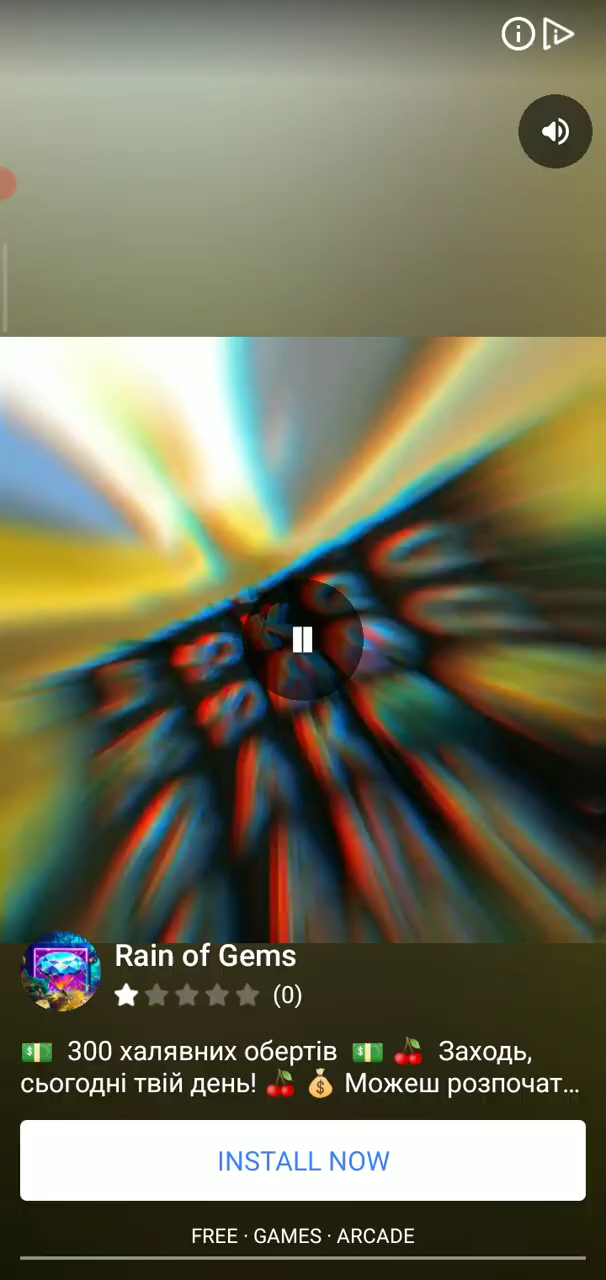 Rain of Gems
(0)
💵 300 халявних обертів 💵 🍒 Заходь,
сьогодні твій день! 🍒 💰 Можеш розпочат...
INSTALL NOW
FREE · GAMES · ARCADE